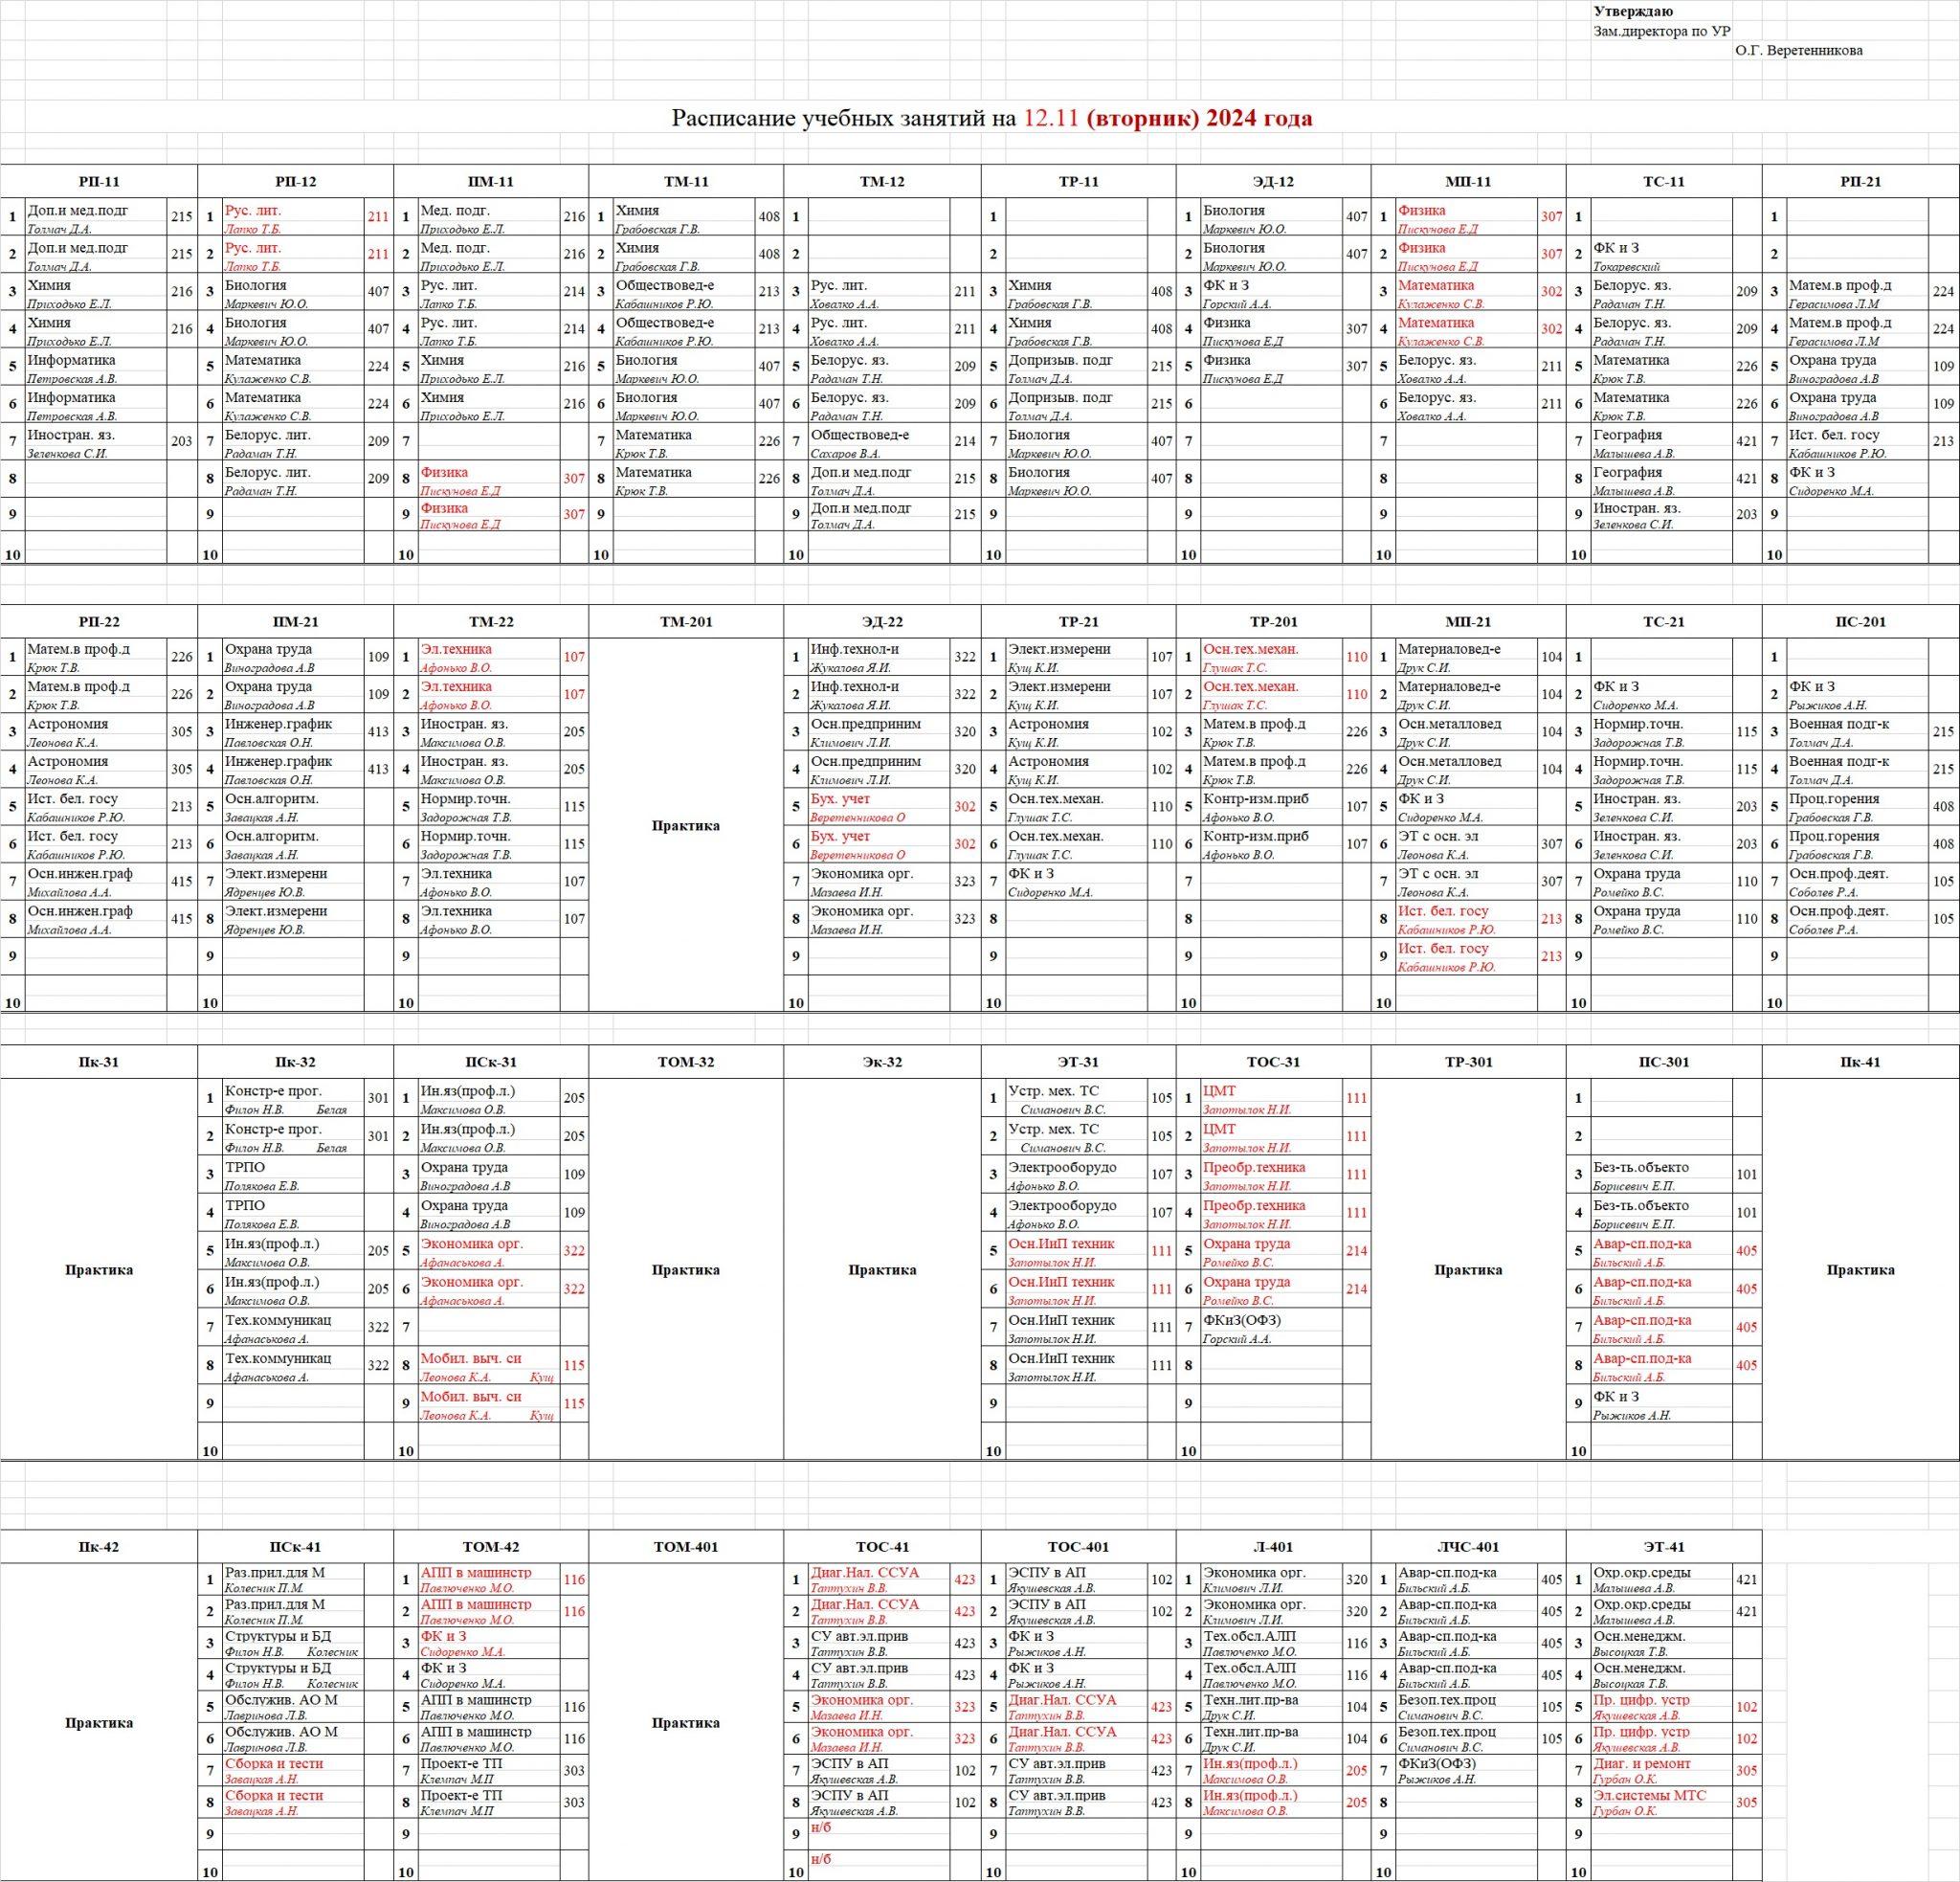 Утверждаю
Зам.директора по УР
О.Г. Веретенникова
Расписание учебных занятий на 12.11 (вторник) 2024 года
РП-11 РП-12 ПМ-11 ТМ-11 ТМ-12 ТР-11 ЭД-12 МП-11 ТС-11 РП-21
1 Доп.и мед.подг 215 1 Рус. лит. 211 1 Мед. подг. 216 1 Химия 408 1 1 1 Биология 407 1 Физика 307 1 1
Толмач Д.А. Лапко Т.Б. Приходько Е.Л. Грабовская Г.В. Маркевич Ю.О. Пискунова Е.Д
2 Доп.и мед.подг 215 2 Рус. лит. 211 2 Мед. подг. 216 2 Химия 408 2 2 2 Биология 407 2 Физика 307 2 ФК и З 2
Толмач Д.А. Лапко Т.Б. Приходько Е.Л. Грабовская Г.В. Маркевич Ю.О. Пискунова Е.Д Токаревский
3 Химия 216 3 Биология 407 3 Рус. лит. 214 3 Обществовед-е 213 3 Рус. лит. 211 3 Химия 408 3 ФК и З 3 Математика 302 3 Белорус. яз. 209 3 Матем.в проф.д 224
Приходько Е.Л. Маркевич Ю.О. Лапко Т.Б. Кабашников Р.Ю. Ховалко А.А. Грабовская Г.В. Горский А.А. Кулаженко С.В. Радаман Т.Н. Герасимова Л.М
4 Химия 216 4 Биология 407 4 Рус. лит. 214 4 Обществовед-е 213 4 Рус. лит. 211 4 Химия 408 4 Физика 307 4 Математика 302 4 Белорус. яз. 209 4 Матем.в проф.д 224
Приходько Е.Л. Маркевич Ю.О. Лапко Т.Б. Кабашников Р.Ю. Ховалко А.А. Грабовская Г.В. Пискунова Е.Д Кулаженко С.В. Радаман Т.Н. Герасимова Л.М
5 Информатика 5 Математика 224 5 Химия 216 5 Биология 407 5 Белорус. яз. 209 5 Допризыв. подг 215 5 Физика 307 5 Белорус. яз. 211 5 Математика 226 5 Охрана труда 109
Петровская А.В. Кулаженко С.В. Приходько Е.Л. Маркевич Ю.О. Радаман Т.Н. Толмач Д.А. Пискунова Е.Д Ховалко А.А. Крюк Т.В. Виноградова А.В
6 Информатика 6 Математика 224 6 Химия 216 6 Биология 407 6 Белорус. яз. 209 6 Допризыв. подг 215 6 6 Белорус. яз. 211 6 Математика 226 6 Охрана труда 109
Петровская А.В. Кулаженко С.В. Приходько Е.Л. Маркевич Ю.О. Радаман Т.Н. Толмач Д.А. Ховалко А.А. Крюк Т.В. Виноградова А.В
7 Иностран. яз. 203 7 Белорус. лит. 209 7 7 Математика 226 7 Обществовед-е 214 7 Биология 407 7 7 7 География 421 7 Ист. бел. госу 213
Зеленкова С.И. Радаман Т.Н. Крюк Т.В. Сахаров В.А. Маркевич Ю.О. Малышева А.В. Кабашников Р.Ю.
8 8 Белорус. лит. 209 8 Физика 307 8 Математика 226 8 Доп.и мед.подг 215 8 Биология 407 8 8 8 География 421 8 ФК и З
Радаман Т.Н. Пискунова Е.Д Крюк Т.В. Толмач Д.А. Маркевич Ю.О. Малышева А.В. Сидоренко М.А.
9 9 9 Физика 307 9 9 Доп.и мед.подг 215 9 9 9 9 Иностран. яз. 203 9
Пискунова Е.Д Толмач Д.А. Зеленкова С.И.
10 10 10 10 10 10 10 10 10 10
РП-22 ПМ-21 ТМ-22 ТМ-201 ЭД-22 ТР-21 ТР-201 МП-21 ТС-21 ПС-201
1 Матем.в проф.д 226 1 Охрана труда 109 1 Эл.техника 107 1 Инф.технол-и 322 1 Элект.измерени 107 1 Осн.тех.механ. 110 1 Материаловед-е 104 1 1
Крюк Т.В. Виноградова А.В Афонько В.О. Жукалова Я.И. Кущ К.И. Глушак Т.С. Друк С.И.
2 Матем.в проф.д 226 2 Охрана труда 109 2 Эл.техника 107 2 Инф.технол-и 322 2 Элект.измерени 107 2 Осн.тех.механ. 110 2 Материаловед-е 104 2 ФК и З 2 ФК и З
Крюк Т.В. Виноградова А.В Афонько В.О. Жукалова Я.И. Кущ К.И. Глушак Т.С. Друк С.И. Сидоренко М.А. Рыжиков А.Н.
3 Астрономия 305 3 Инженер.график 413 3 Иностран. яз. 205 3 Осн.предприним 320 3 Астрономия 102 3 Матем.в проф.д 226 3 Осн.металловед 104 3 Нормир.точн. 115 3 Военная подг-к 215
Леонова К.А. Павловская О.Н. Максимова О.В. Климович Л.И. Кущ К.И. Крюк Т.В. Друк С.И. Задорожная Т.В. Толмач Д.А.
4 Астрономия 305 4 Инженер.график 413 4 Иностран. яз. 205 4 Осн.предприним 320 4 Астрономия 102 4 Матем.в проф.д 226 4 Осн.металловед 104 4 Нормир.точн. 115 4 Военная подг-к 215
Леонова К.А. Павловская О.Н. Максимова О.В. Климович Л.И. Кущ К.И. Крюк Т.В. Друк С.И. Задорожная Т.В. Толмач Д.А.
5 Ист. бел. госу 213 5 Осн.алгоритм. 5 Нормир.точн. 115 5 Бух. учет 302 5 Осн.тех.механ. 110 5 Контр-изм.приб 107 5 ФК и З 5 Иностран. яз. 203 5 Проц.горения 408
Кабашников Р.Ю. Завацкая А.Н. Задорожная Т.В. Практика Веретенникова О Глушак Т.С. Афонько В.О. Сидоренко М.А. Зеленкова С.И. Грабовская Г.В.
6 Ист. бел. госу 213 6 Осн.алгоритм. 6 Нормир.точн. 115 6 Бух. учет 302 6 Осн.тех.механ. 110 6 Контр-изм.приб 107 6 ЭТ с осн. эл 307 6 Иностран. яз. 203 6 Проц.горения 408
Кабашников Р.Ю. Завацкая А.Н. Задорожная Т.В. Веретенникова О Глушак Т.С. Афонько В.О. Леонова К.А. Зеленкова С.И. Грабовская Г.В.
7 Осн.инжен.граф 415 7 Элект.измерени 7 Эл.техника 107 7 Экономика орг. 323 7 ФК и З 7 7 ЭТ с осн. эл 307 7 Охрана труда 110 7 Осн.проф.деят. 105
Михайлова А.А. Ядренцев Ю.В. Афонько В.О. Мазаева И.Н. Сидоренко М.А. Леонова К.А. Ромейко В.С. Соболев Р.А.
8 Осн.инжен.граф 415 8 Элект.измерени 8 Эл.техника 107 8 Экономика орг. 323 8 8 8 Ист. бел. госу 213 8 Охрана труда 110 8 Осн.проф.деят. 105
Михайлова А.А. Ядренцев Ю.В. Афонько В.О. Мазаева И.Н. Кабашников Р.Ю. Ромейко В.С. Соболев Р.А.
9 9 9 9 9 9 9 Ист. бел. госу 213 9 9
Кабашников Р.Ю.
10 10 10 10 10 10 10 10 10
Пк-31 Пк-32 ПСк-31 ТОМ-32 Эк-32 ЭТ-31 ТОС-31 ТР-301 ПС-301 Пк-41
1 Констр-е прог. 301 1 Ин.яз(проф.л.) 205 1 Устр. мех. ТС 105 1 ЦМТ 111 1
Филон Н.В. Белая Максимова О.В. Симанович В.С. Запотылок Н.И.
2 Констр-е прог. 301 2 Ин.яз(проф.л.) 205 2 Устр. мех. ТС 105 2 ЦМТ 111 2
Филон Н.В. Белая Максимова О.В. Симанович В.С. Запотылок Н.И.
3 ТРПО 3 Охрана труда 109 3 Электрооборудо 107 3 Преобр.техника 111 3 Без-ть.объекто 101
Полякова Е.В. Виноградова А.В Афонько В.О. Запотылок Н.И. Борисевич Е.П.
4 ТРПО 4 Охрана труда 109 4 Электрооборудо 107 4 Преобр.техника 111 4 Без-ть.объекто 101
Полякова Е.В. Виноградова А.В Афонько В.О. Запотылок Н.И. Борисевич Е.П.
5 Ин.яз(проф.л.) 205 5 Экономика орг. 322 5 Осн.ИиП техник 111 5 Охрана труда 214 5 Авар-сп.под-ка 405
Практика Максимова О.В. Афанаськова А. Практика Практика Запотылок Н.И. Ромейко В.С. Практика Бильский А.Б. Практика
6 Ин.яз(проф.л.) 205 6 Экономика орг. 322 6 Осн.ИиП техник 111 6 Охрана труда 214 6 Авар-сп.под-ка 405
Максимова О.В. Афанаськова А. Запотылок Н.И. Ромейко В.С. Бильский А.Б.
7 Тех.коммуникац 322 7 7 Осн.ИиП техник 111 7 ФКиЗ(ОФЗ) 7 Авар-сп.под-ка 405
Афанаськова А. Запотылок Н.И. Горский А.А. Бильский А.Б.
8 Тех.коммуникац 322 8 Мобил. выч. си 115 8 Осн.ИиП техник 111 8 8 Авар-сп.под-ка 405
Афанаськова А. Леонова К.А. Кущ Запотылок Н.И. Бильский А.Б.
9 9 Мобил. выч. си 115 9 9 9 ФК и З
Леонова К.А. Кущ Рыжиков А.Н.
10 10 10 10 10
Пк-42 ПСк-41 ТОМ-42 ТОМ-401 ТОС-41 ТОС-401 Л-401 ЛЧС-401 ЭТ-41
1 Раз.прил.для М 1 АПП в машинстр 116 1 Диаг.Нал. ССУА 423 1 ЭСПУ в АП 102 1 Экономика орг. 320 1 Авар-сп.под-ка 405 1 Охр.окр.среды 421
Колесник П.М. Павлюченко М.О. Таптухин В.В. Якушевская А.В. Климович Л.И. Бильский А.Б. Малышева А.В.
2 Раз.прил.для М 2 АПП в машинстр 116 2 Диаг.Нал. ССУА 423 2 ЭСПУ в АП 102 2 Экономика орг. 320 2 Авар-сп.под-ка 405 2 Охр.окр.среды 421
Колесник П.М. Павлюченко М.О. Таптухин В.В. Якушевская А.В. Климович Л.И. Бильский А.Б. Малышева А.В.
3 Структуры и БД 3 ФК и З 3 СУ авт.эл.прив 423 3 ФК и З 3 Тех.обсл.АЛП 116 3 Авар-сп.под-ка 405 3 Осн.менеджм.
Филон Н.В. Колесник Сидоренко М.А. Таптухин В.В. Рыжиков А.Н. Павлюченко М.О. Бильский А.Б. Высоцкая Т.В.
4 Структуры и БД 4 ФК и З 4 СУ авт.эл.прив 423 4 ФК и З 4 Тех.обсл.АЛП 116 4 Авар-сп.под-ка 405 4 Осн.менеджм.
Филон Н.В. Колесник Сидоренко М.А. Таптухин В.В. Рыжиков А.Н. Павлюченко М.О. Бильский А.Б. Высоцкая Т.В.
5 Обслужив. АО М 5 АПП в машинстр 116 5 Экономика орг. 323 5 Диаг.Нал. ССУА 423 5 Техн.лит.пр-ва 104 5 Безоп.тех.проц 105 5 Пр. цифр. устр 102
Практика Лавринова Л.В. Павлюченко М.О. Практика Мазаева И.Н. Таптухин В.В. Друк С.И. Симанович В.С. Якушевская А.В.
6 Обслужив. АО М 6 АПП в машинстр 116 6 Экономика орг. 323 6 Диаг.Нал. ССУА 423 6 Техн.лит.пр-ва 104 6 Безоп.тех.проц 105 6 Пр. цифр. устр 102
Лавринова Л.В. Павлюченко М.О. Мазаева И.Н. Таптухин В.В. Друк С.И. Симанович В.С. Якушевская А.В.
7 Сборка и тести 7 Проект-е ТП 303 7 ЭСПУ в АП 102 7 СУ авт.эл.прив 423 7 Ин.яз(проф.л.) 205 7 ФКиЗ(ОФЗ) 7 Диаг. и ремонт 305
Завацкая А.Н. Клемпач М.П Якушевская А.В. Таптухин В.В. Максимова О.В. Рыжиков А.Н. Гурбан О.К.
8 Сборка и тести 8 Проект-е ТП 303 8 ЭСПУ в АП 102 8 СУ авт.эл.прив 423 8 Ин.яз(проф.л.) 205 8 8 Эл.системы МТС 305
Завацкая А.Н. Клемпач М.П Якушевская А.В. Таптухин В.В. Максимова О.В. Гурбан О.К.
9 9 9 н/б 9 9 9 9
10 10 10 н/б 10 10 10 10